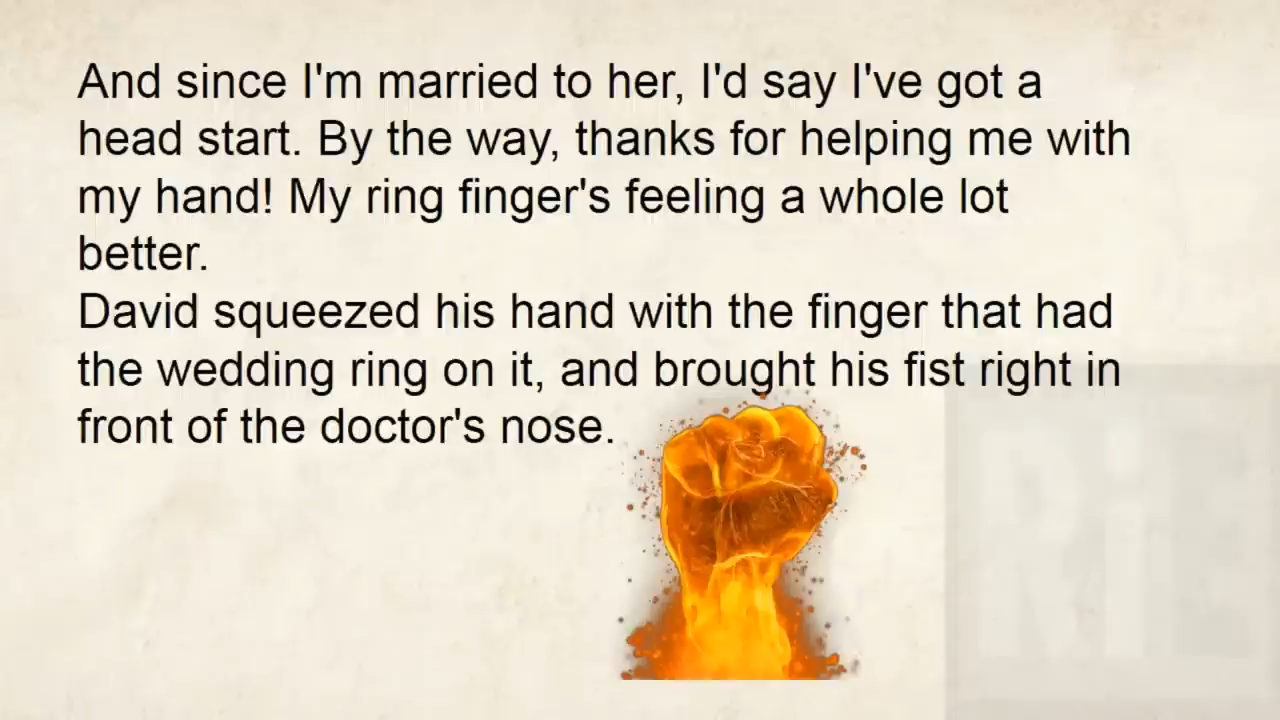 And since I'm married to her, I'd say I've got a
head start. By the way, thanks for helping me with
my hand! My ring finger's feeling a whole lot
better.
David squeezed his hand with the finger that had
the wedding ring on it, and brought his fist right in
front of the doctor's nose.